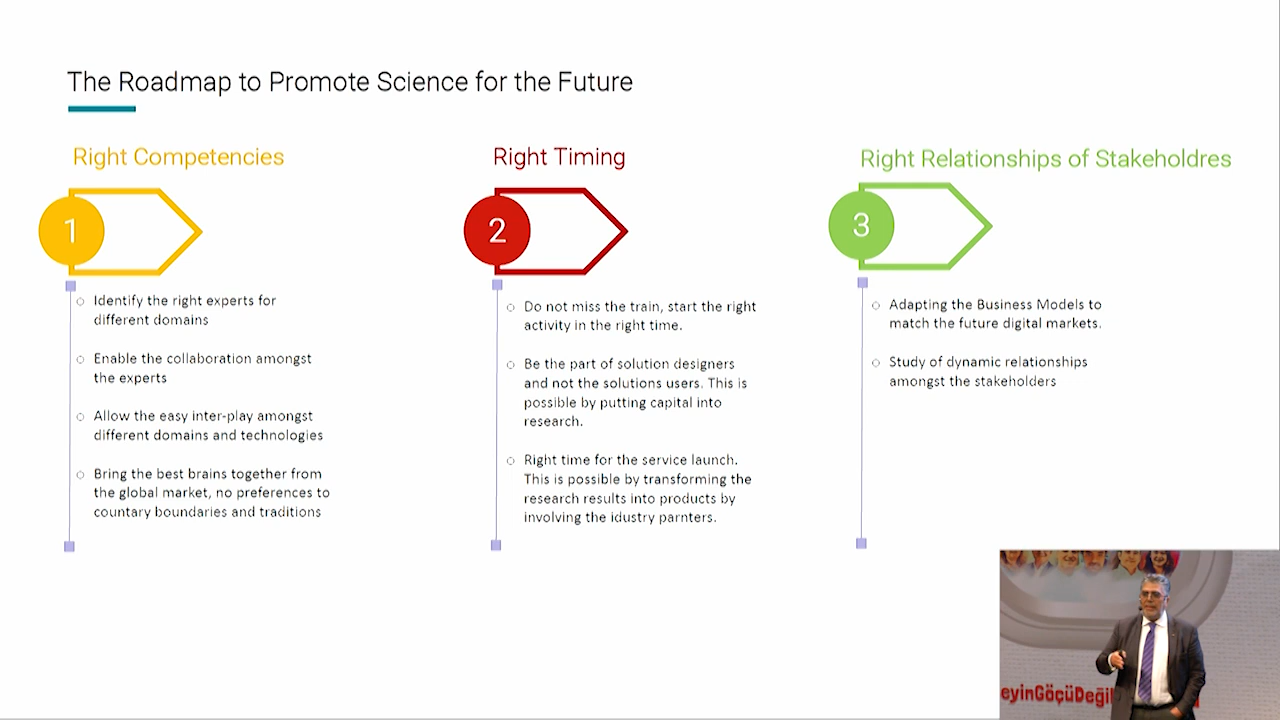 The Roadmap to Promote Science for the Future
Right Competencies
1
Identify the right experts for
different domains
Enable the collaboration amongst
the experts
Allow the easy inter-play amongst
different domains and technologies
Bring the best brains together from
the global market, no preferences to
countary boundaries and traditions
Right Timing
2
Do not miss the train, start the right
activity in the right time.
Be the part of solution designers
and not the solutions users. This is
possible by putting capital into
research.
Right time for the service launch.
This is possible by transforming the
research results into products by
involving the idustry parnters.
Right Relationships of Stakeholdres
3
Adapting the Business Models to
match the future digital markets.
Study of dynamic relationships
amongst the stakeholders
eyinGöçüDeğil